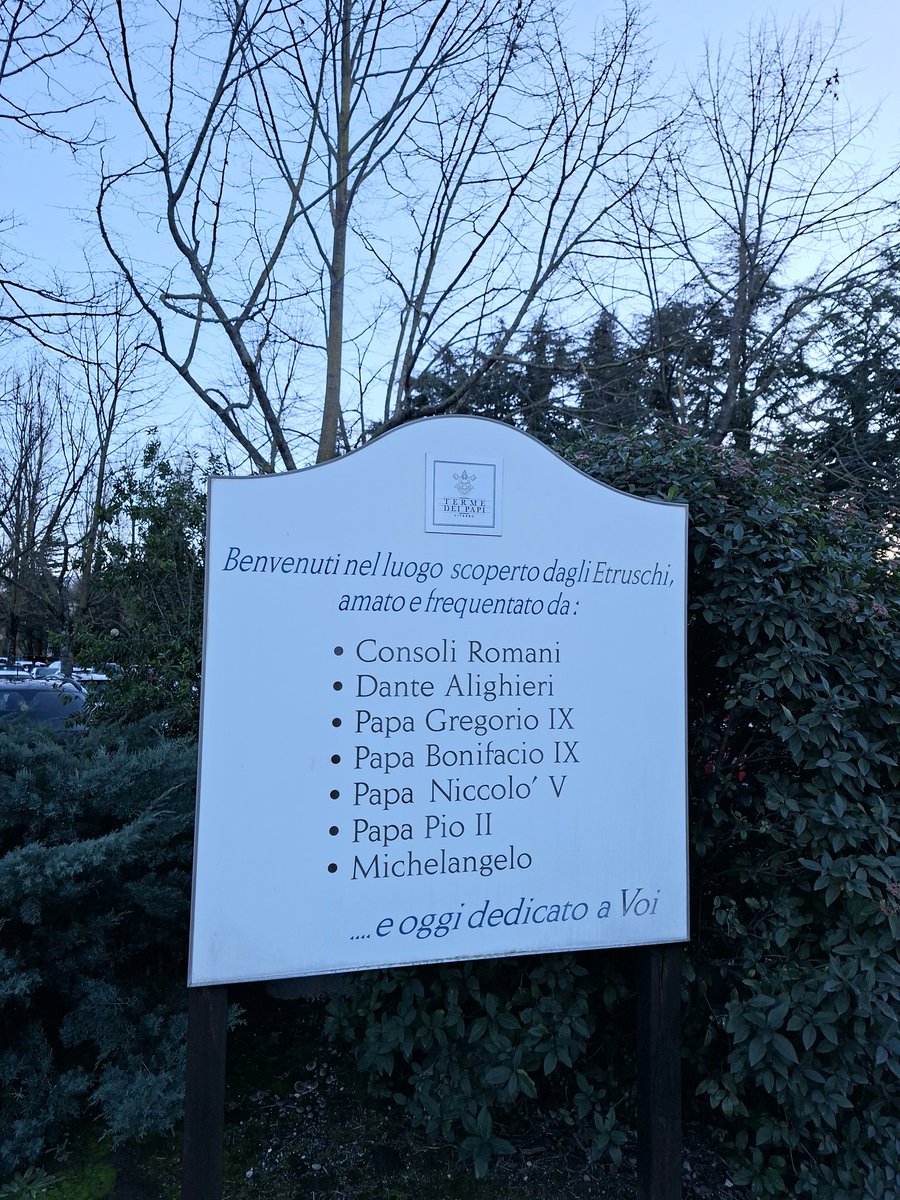 TERME
DEI PAPI
VITERBO
Benvenuti nel luogo scoperto dagli Etruschi,
amato e frequentato da :
• Consoli Romani
• Dante Alighieri
• Papa Gregorio IX
• Papa Bonifacio IX
• Papa Niccolo' V
• Papa Pio II
• Michelangelo
....e oggi dedicato a Voi